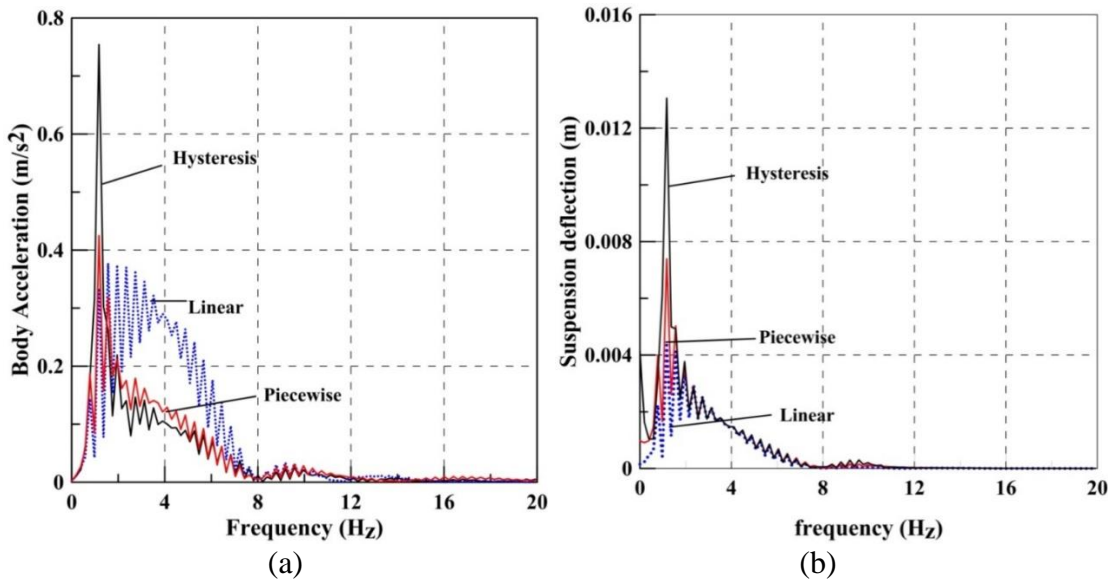 0.8
0.6
0.4
0.2
0
Body Acceleration (m/s2)
Hysteresis
Linear
Piecewise
0 4 8 12 16 20
Frequency (HZ)
(a)
0.016
0.012
0.008
0.004
0
Suspension deflection (m)
Hysteresis
Piecewise
Linear
0 4 8 12 16 20
frequency (HZ)
(b)